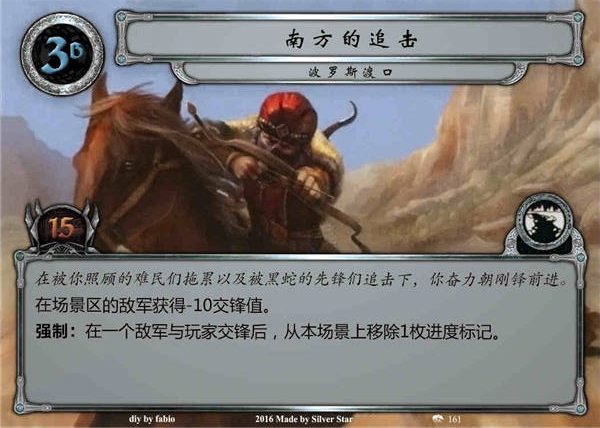 3B
南方的追击
波罗斯渡口
15
在被你照顾的难民们拖累以及被黑蛇的先锋们追击下，你奋力朝刚铎前进。
在场景区的敌军获得-10交锋值。
强制：在一个敌军与玩家交锋后，从本场景上移除1枚进度标记。
diy by fabio 2016 Made by Silver Star 161